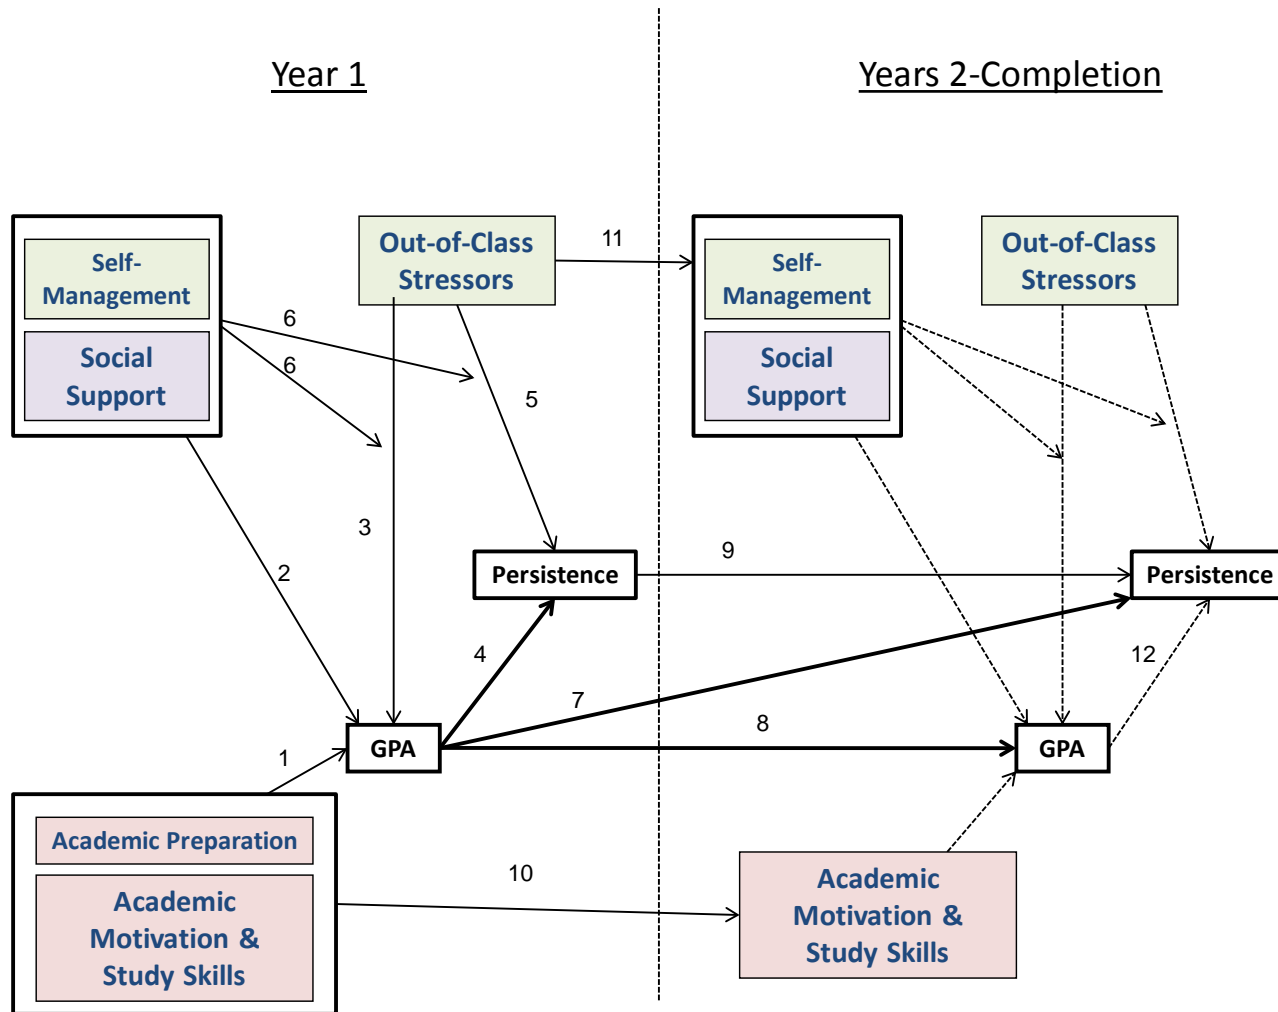 Year 1
Years 2-Completion
Self-
Management
Social
Support
Out-of-Class
Stressors
11
Self-
Management
Social
Support
Out-of-Class
Stressors
6
6
5
3
2
Persistence
9
Persistence
4
7
8
12
1
GPA
GPA
Academic Preparation
Academic
Motivation &
Study Skills
10
Academic
Motivation &
Study Skills